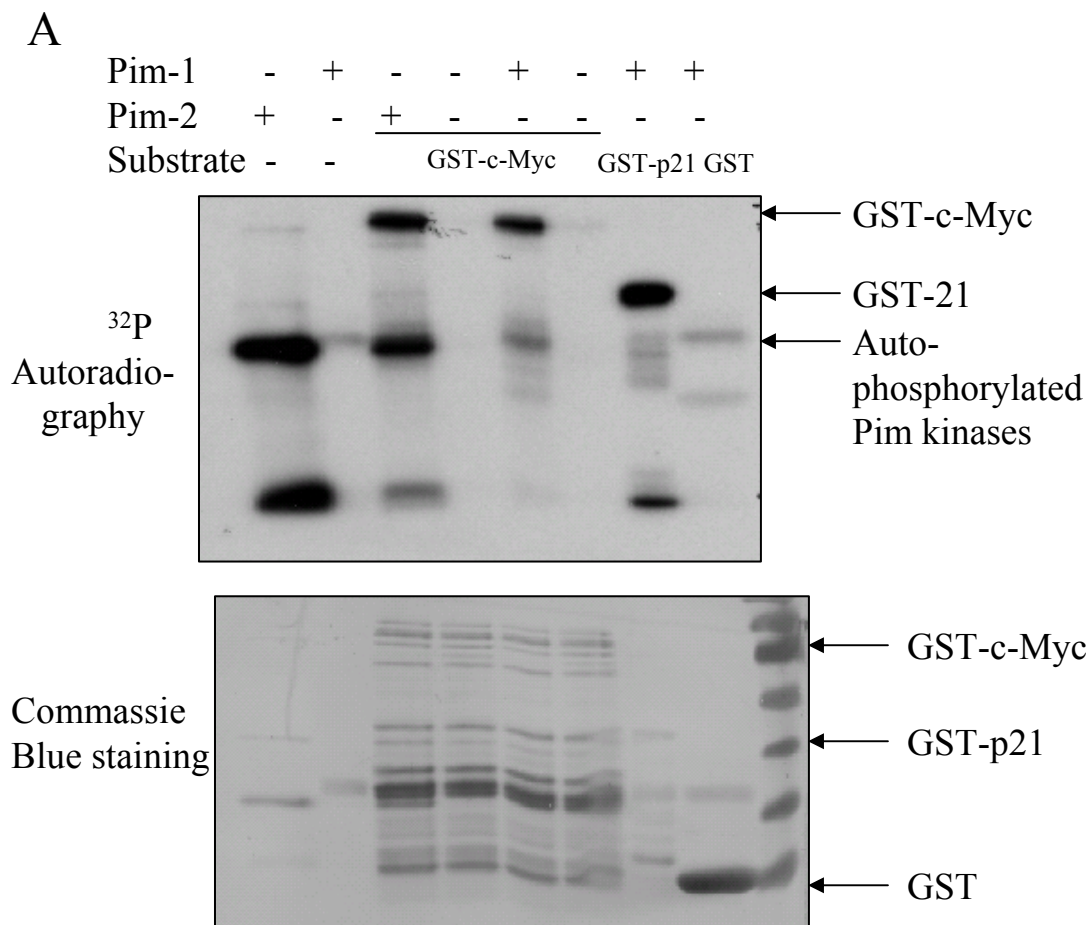 A
Pim-1 - + - - + - + +
Pim-2 + - + - - - - -
Substrate - - GST-c-Myc GST-p21 GST
GST-c-Myc
GST-21
32P
Autoradio-
graphy
Auto-
phosphorylated
Pim kinases
GST-c-Myc
Commassie
Blue staining
GST-p21
GST